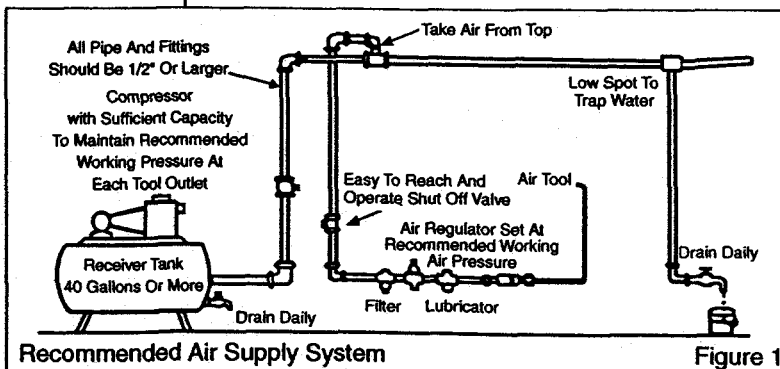 Take Air From Top
All Pipe And Fittings
Should Be 1/2" Or Larger
Compressor
with Sufficient Capacity
To Maintain Recommended
Working Pressure At
Each Tool Outlet
Low Spot To
Trap Water
Easy To Reach And
Operate Shut Off Valve
Air Tool
Air Regulator Set At
Recommended Working
Air Pressure
Receiver Tank
40 Gallons Or More
Drain Daily
Filter
Lubricator
Drain Daily
Recommended Air Supply System
Figure 1